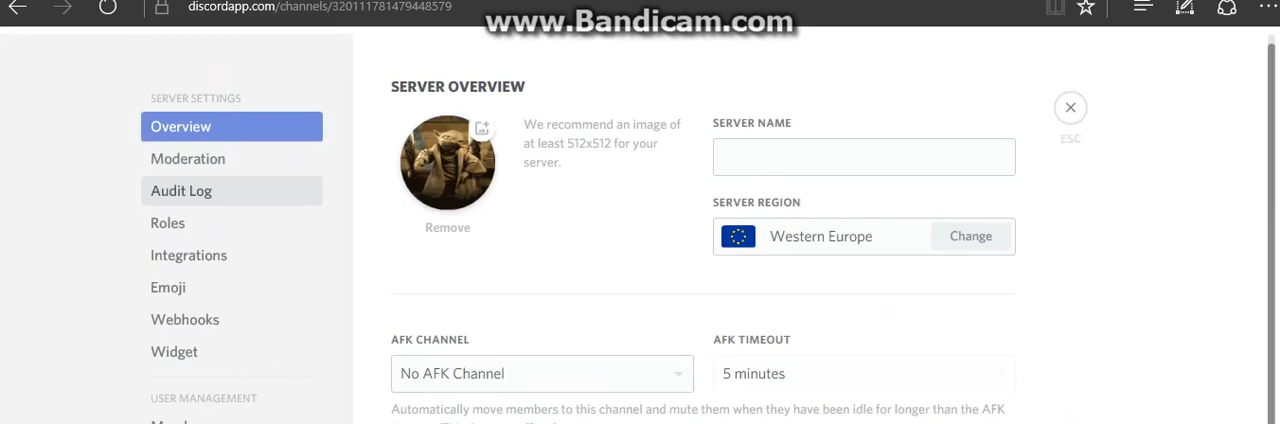 discordapp.com/channels/320111781479448579
www.Bandicam.com
SERVER SETTINGS
Overview
Moderation
Audit Log
Roles
Integrations
Emoji
Webhooks
Widget
USER MANAGEMENT
SERVER OVERVIEW
We recommend an image of
at least 512x512 for your
server.
Remove
SERVER NAME
SERVER REGION
Western Europe
Change
ESC
AFK CHANNEL
No AFK Channel
AFK TIMEOUT
5 minutes
Automatically move members to this channel and mute them when they have been idle for longer than the AFK